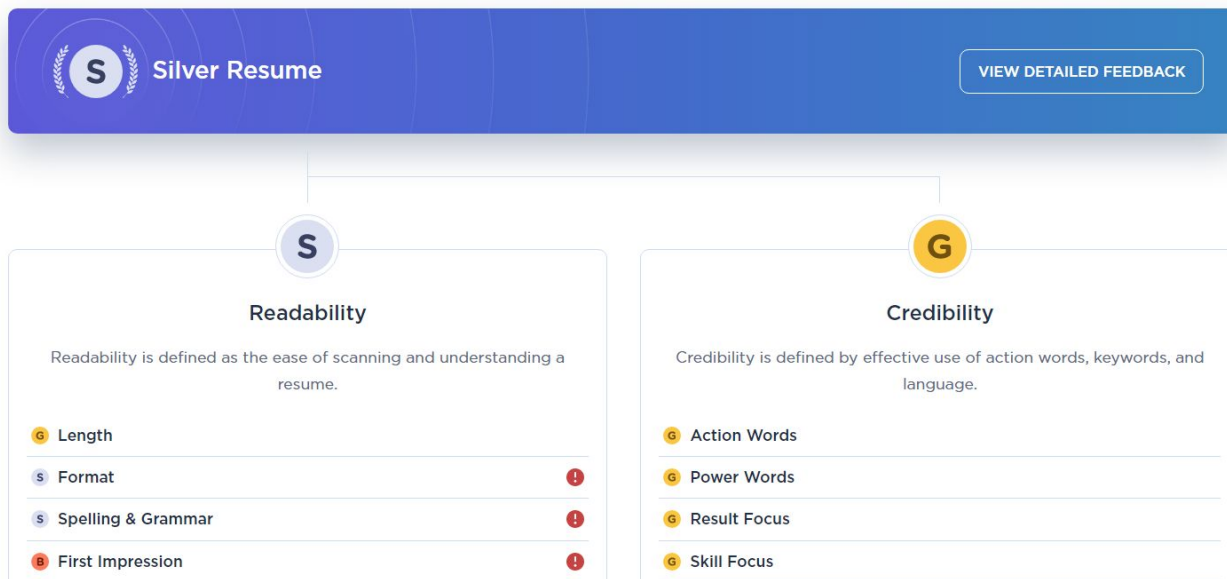 S Silver Resume
VIEW DETAILED FEEDBACK
S
Readability
Readability is defined as the ease of scanning and understanding a
resume.
G Length
S Format !
S Spelling & Grammar !
B First Impression !
G
Credibility
Credibility is defined by effective use of action words, keywords, and
language.
G Action Words
G Power Words
G Result Focus
G Skill Focus